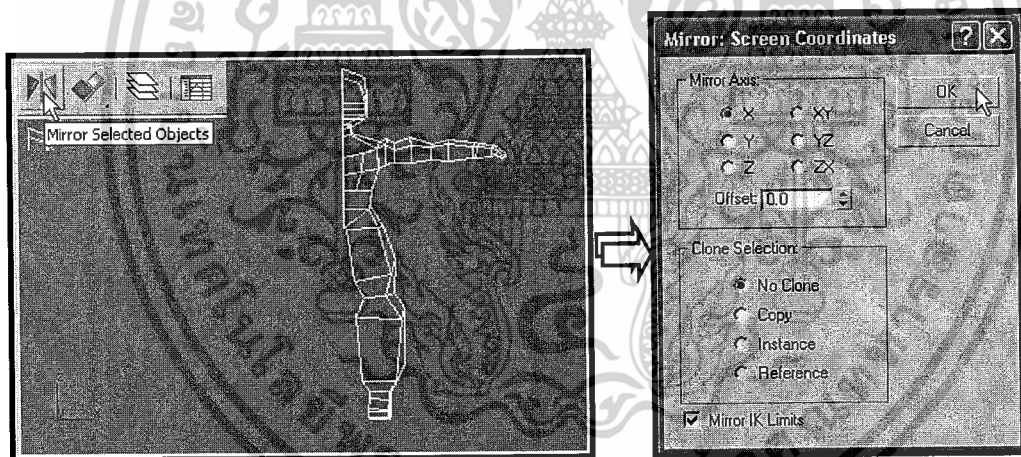 Mirror Selected Objects
Mirror: Screen Coordinates
Mirror Axis:
X
XY
Y
YZ
Z
ZX
Offset: 0.0
OK
Cancel
Clone Selection:
No Clone
Copy
Instance
Reference
Mirror IK Limits